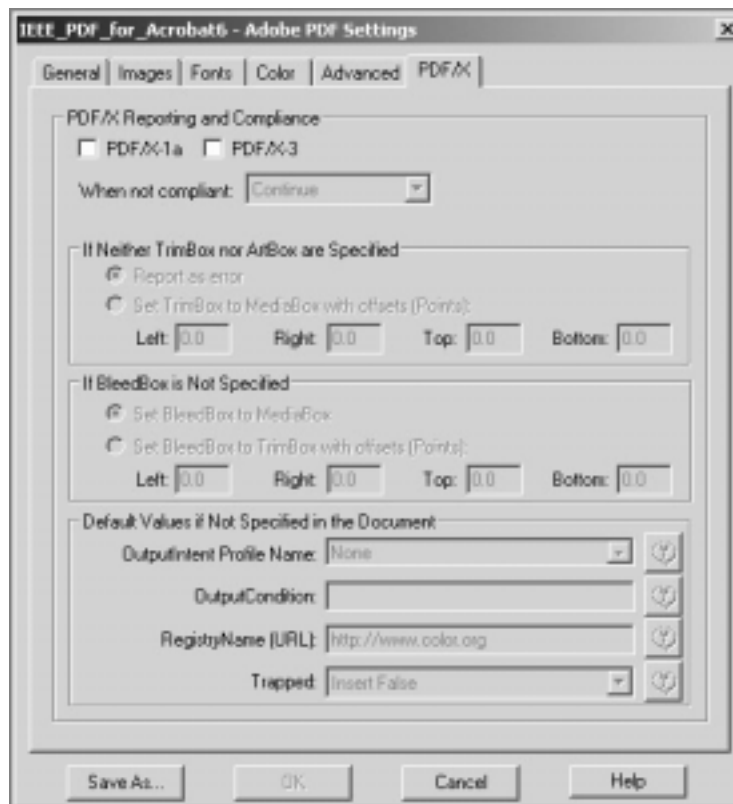 IEEE_PDF_for_Acrobat6 - Adobe PDF Settings
General Images Fonts Color Advanced PDF/X
PDF/X Reporting and Compliance
PDF/X-1a PDF/X-3
When not compliant: Continue
If Neither TrimBox nor ArtBox are Specified
Report as error
Set TrimBox to MediaBox with offsets (Points):
Left: 0.0 Right: 0.0 Top: 0.0 Bottom: 0.0
If BleedBox is Not Specified
Set BleedBox to MediaBox
Set BleedBox to TrimBox with offsets (Points):
Left: 0.0 Right: 0.0 Top: 0.0 Bottom: 0.0
Default Values if Not Specified in the Document
OutputIntent Profile Name: None
OutputCondition:
RegistryName (URL): http://www.color.org
Trapped: Insert False
Save As... OK Cancel Help